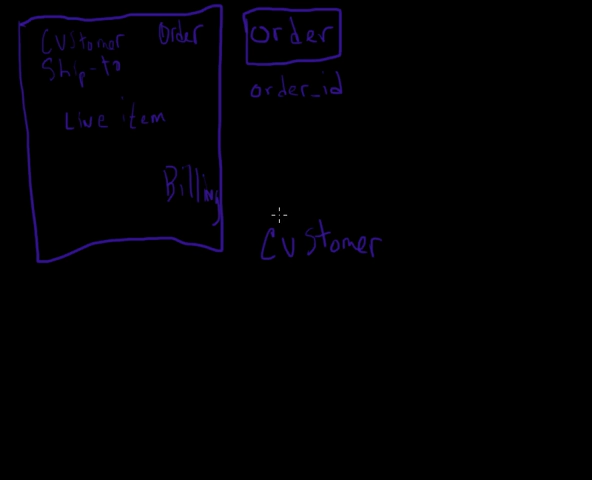 Customer Order
Ship-to
Line item
Billing
order
order_id
Customer